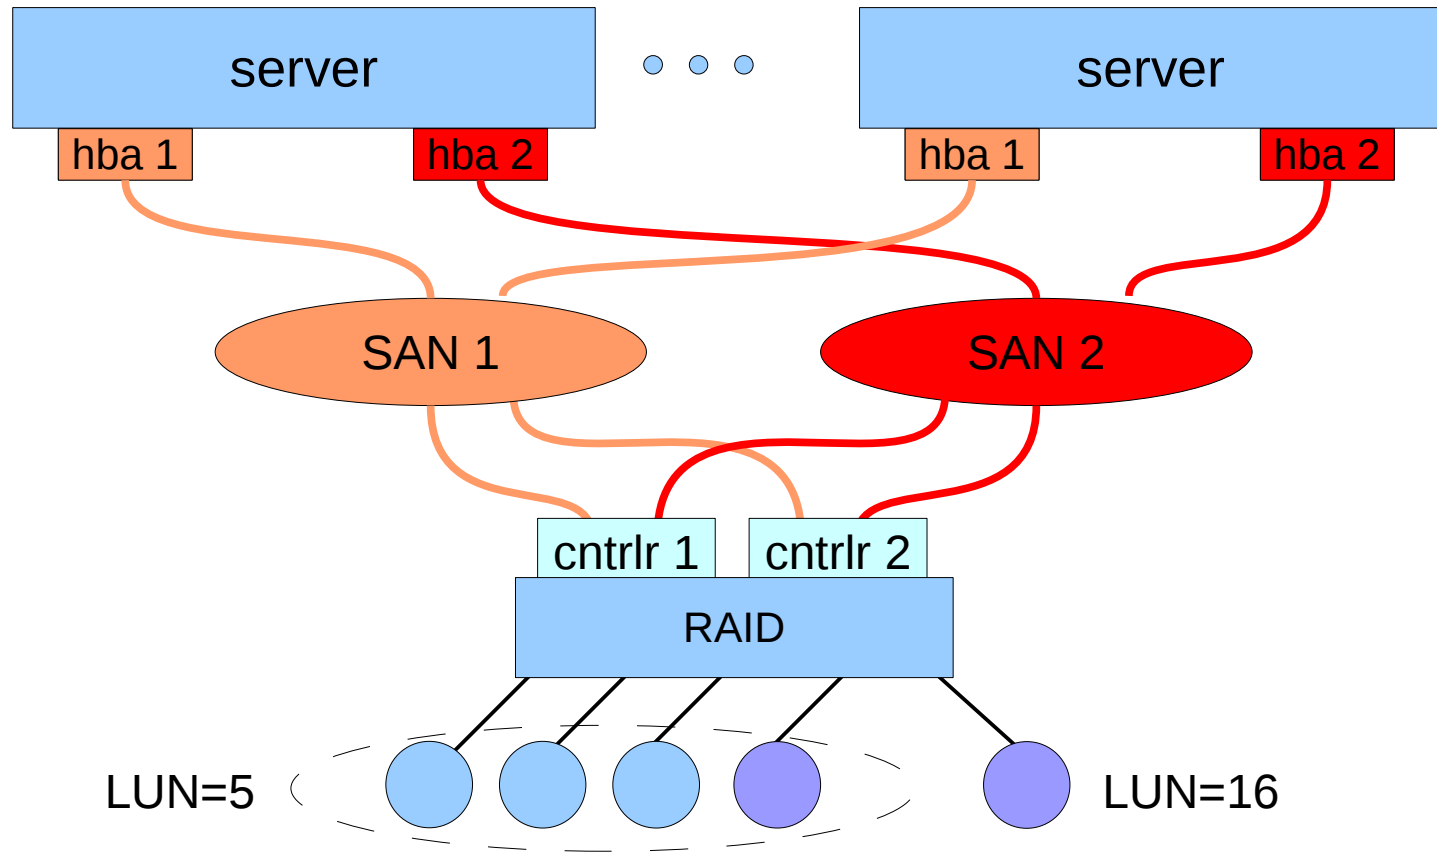 server
server
hba 1
hba 2
hba 1
hba 2
SAN 1
SAN 2
cntrlr 1
cntrlr 2
RAID
LUN=5
LUN=16